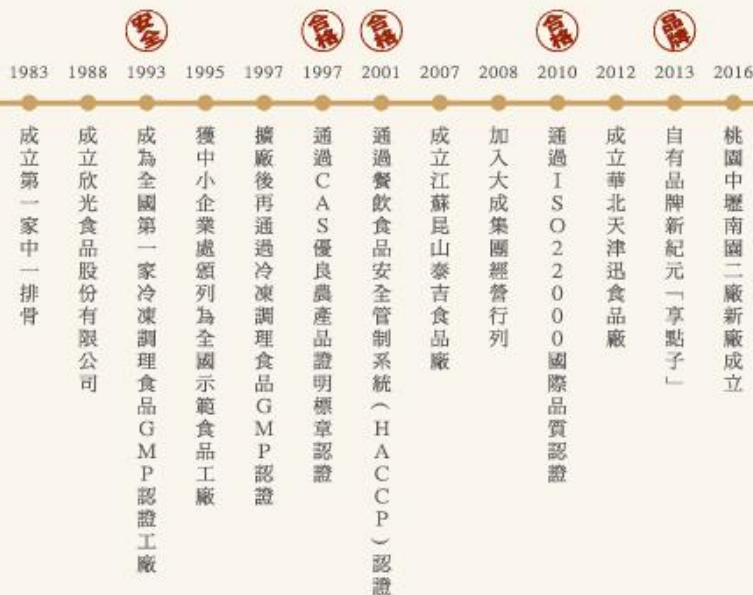 安全
合格
合格
合格
品牌
1983 1988 1993 1995 1997 1997 2001 2007 2008 2010 2012 2013 2016
成立第一家中一排骨
成立欣光食品股份有限公司
成為全國第一家冷凍調理食品GMP認證工廠
獲中小企業處頒列為全國示範食品工廠
擴廠後再通過冷凍調理食品GMP認證
通過CAS優良農產品證明標章認證
通過餐飲食品安全管制系統（HACCP）認證
成立江蘇昆山泰吉食品廠
加入大成集團經營行列
通過ISO22000國際品質認證
成立華北天津迅食品廠
自有品牌新紀元「享點子」
桃園中壢南園二廠新廠成立